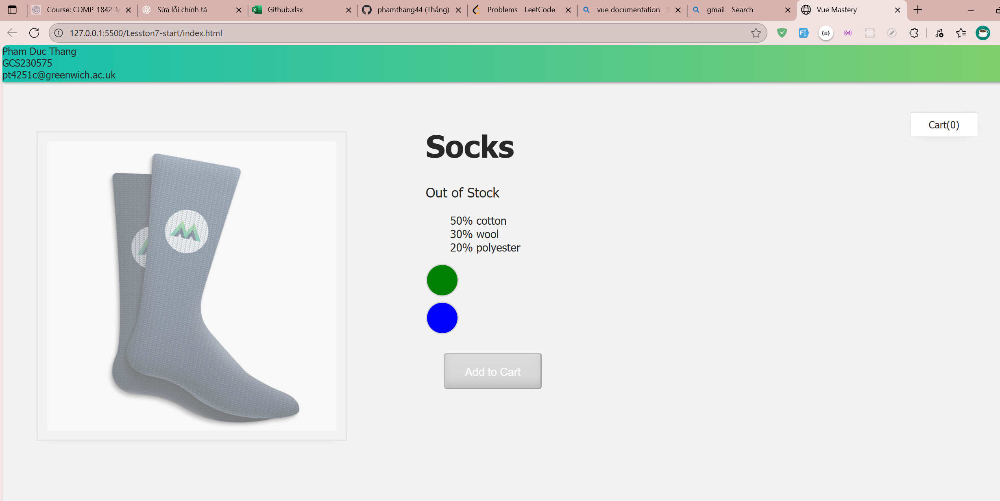 Course: COMP-1842-M
Sửa lỗi chính tả
Github.xlsx
phamthang44 (Thắng)
Problems - LeetCode
vue documentation - S
gmail - Search
Vue Mastery
127.0.0.1:5500/Lesston7-start/index.html
Pham Duc Thang
GCS230575
pt4251c@greenwich.ac.uk
Cart(0)
Socks
Out of Stock
50% cotton
30% wool
20% polyester
Add to Cart